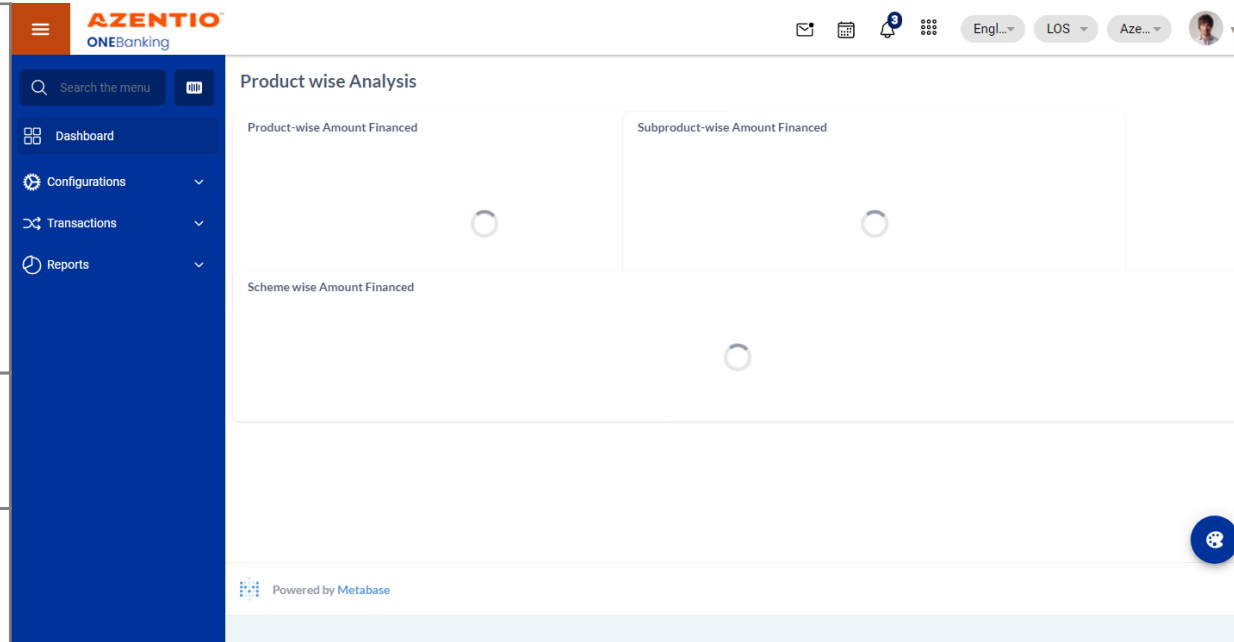 AZENTIO
ONEBanking
3
Engl...
LOS
Aze...
Search the menu
Dashboard
Configurations
Transactions
Reports
Product wise Analysis
Product-wise Amount Financed
Subproduct-wise Amount Financed
Scheme wise Amount Financed
Powered by Metabase